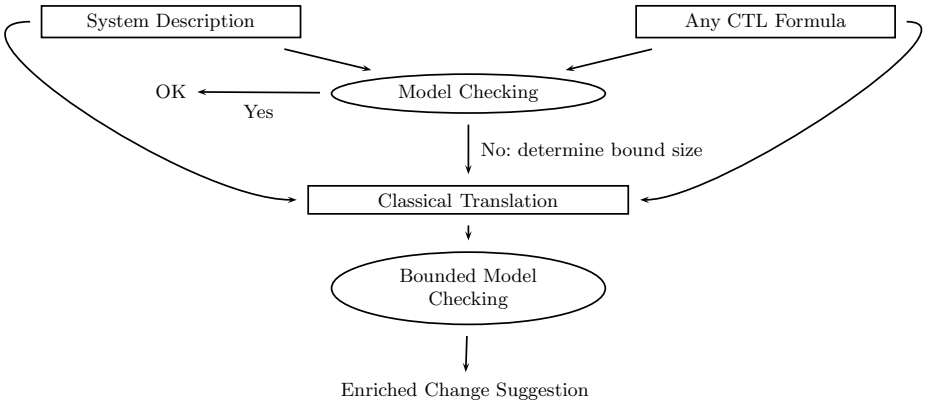 System Description
Any CTL Formula
OK
Model Checking
Yes
No: determine bound size
Classical Translation
Bounded Model
Checking
Enriched Change Suggestion